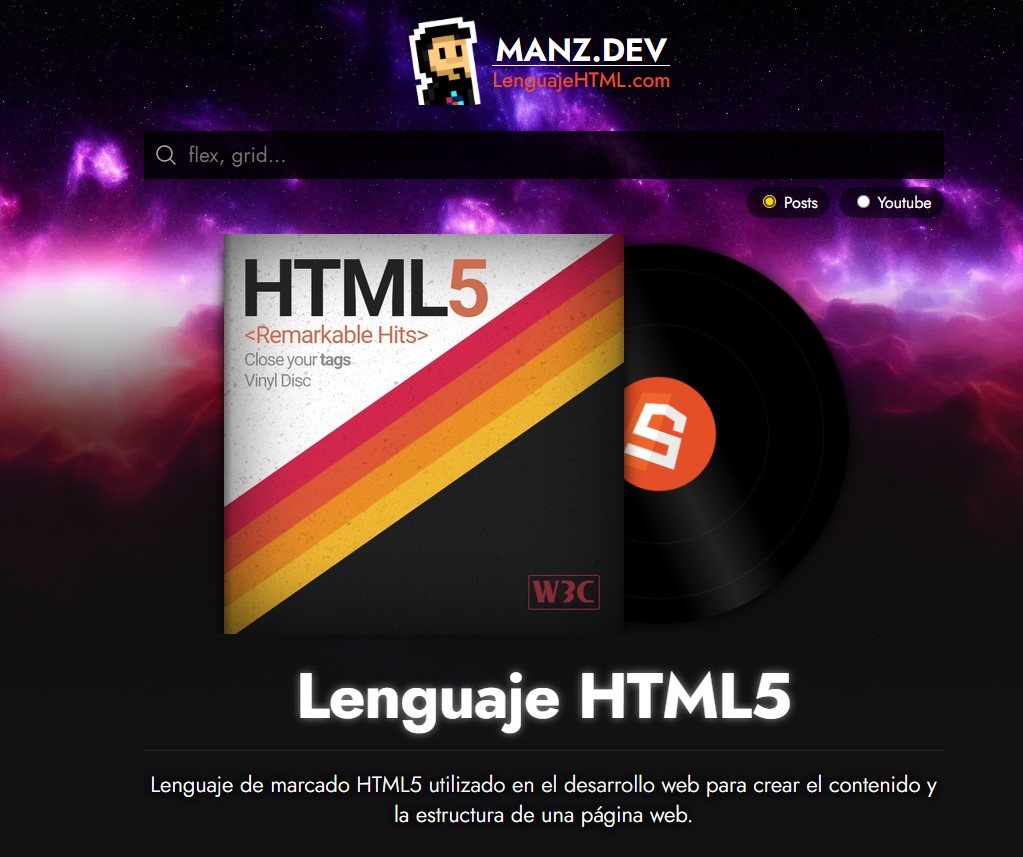 MANZ.DEV
LenguajeHTML.com
flex, grid...
Posts
Youtube
HTML5
<Remarkable Hits>
Close your tags
Vinyl Disc
W3C
Lenguaje HTML5
Lenguaje de marcado HTML5 utilizado en el desarrollo web para crear el contenido y
la estructura de una página web.